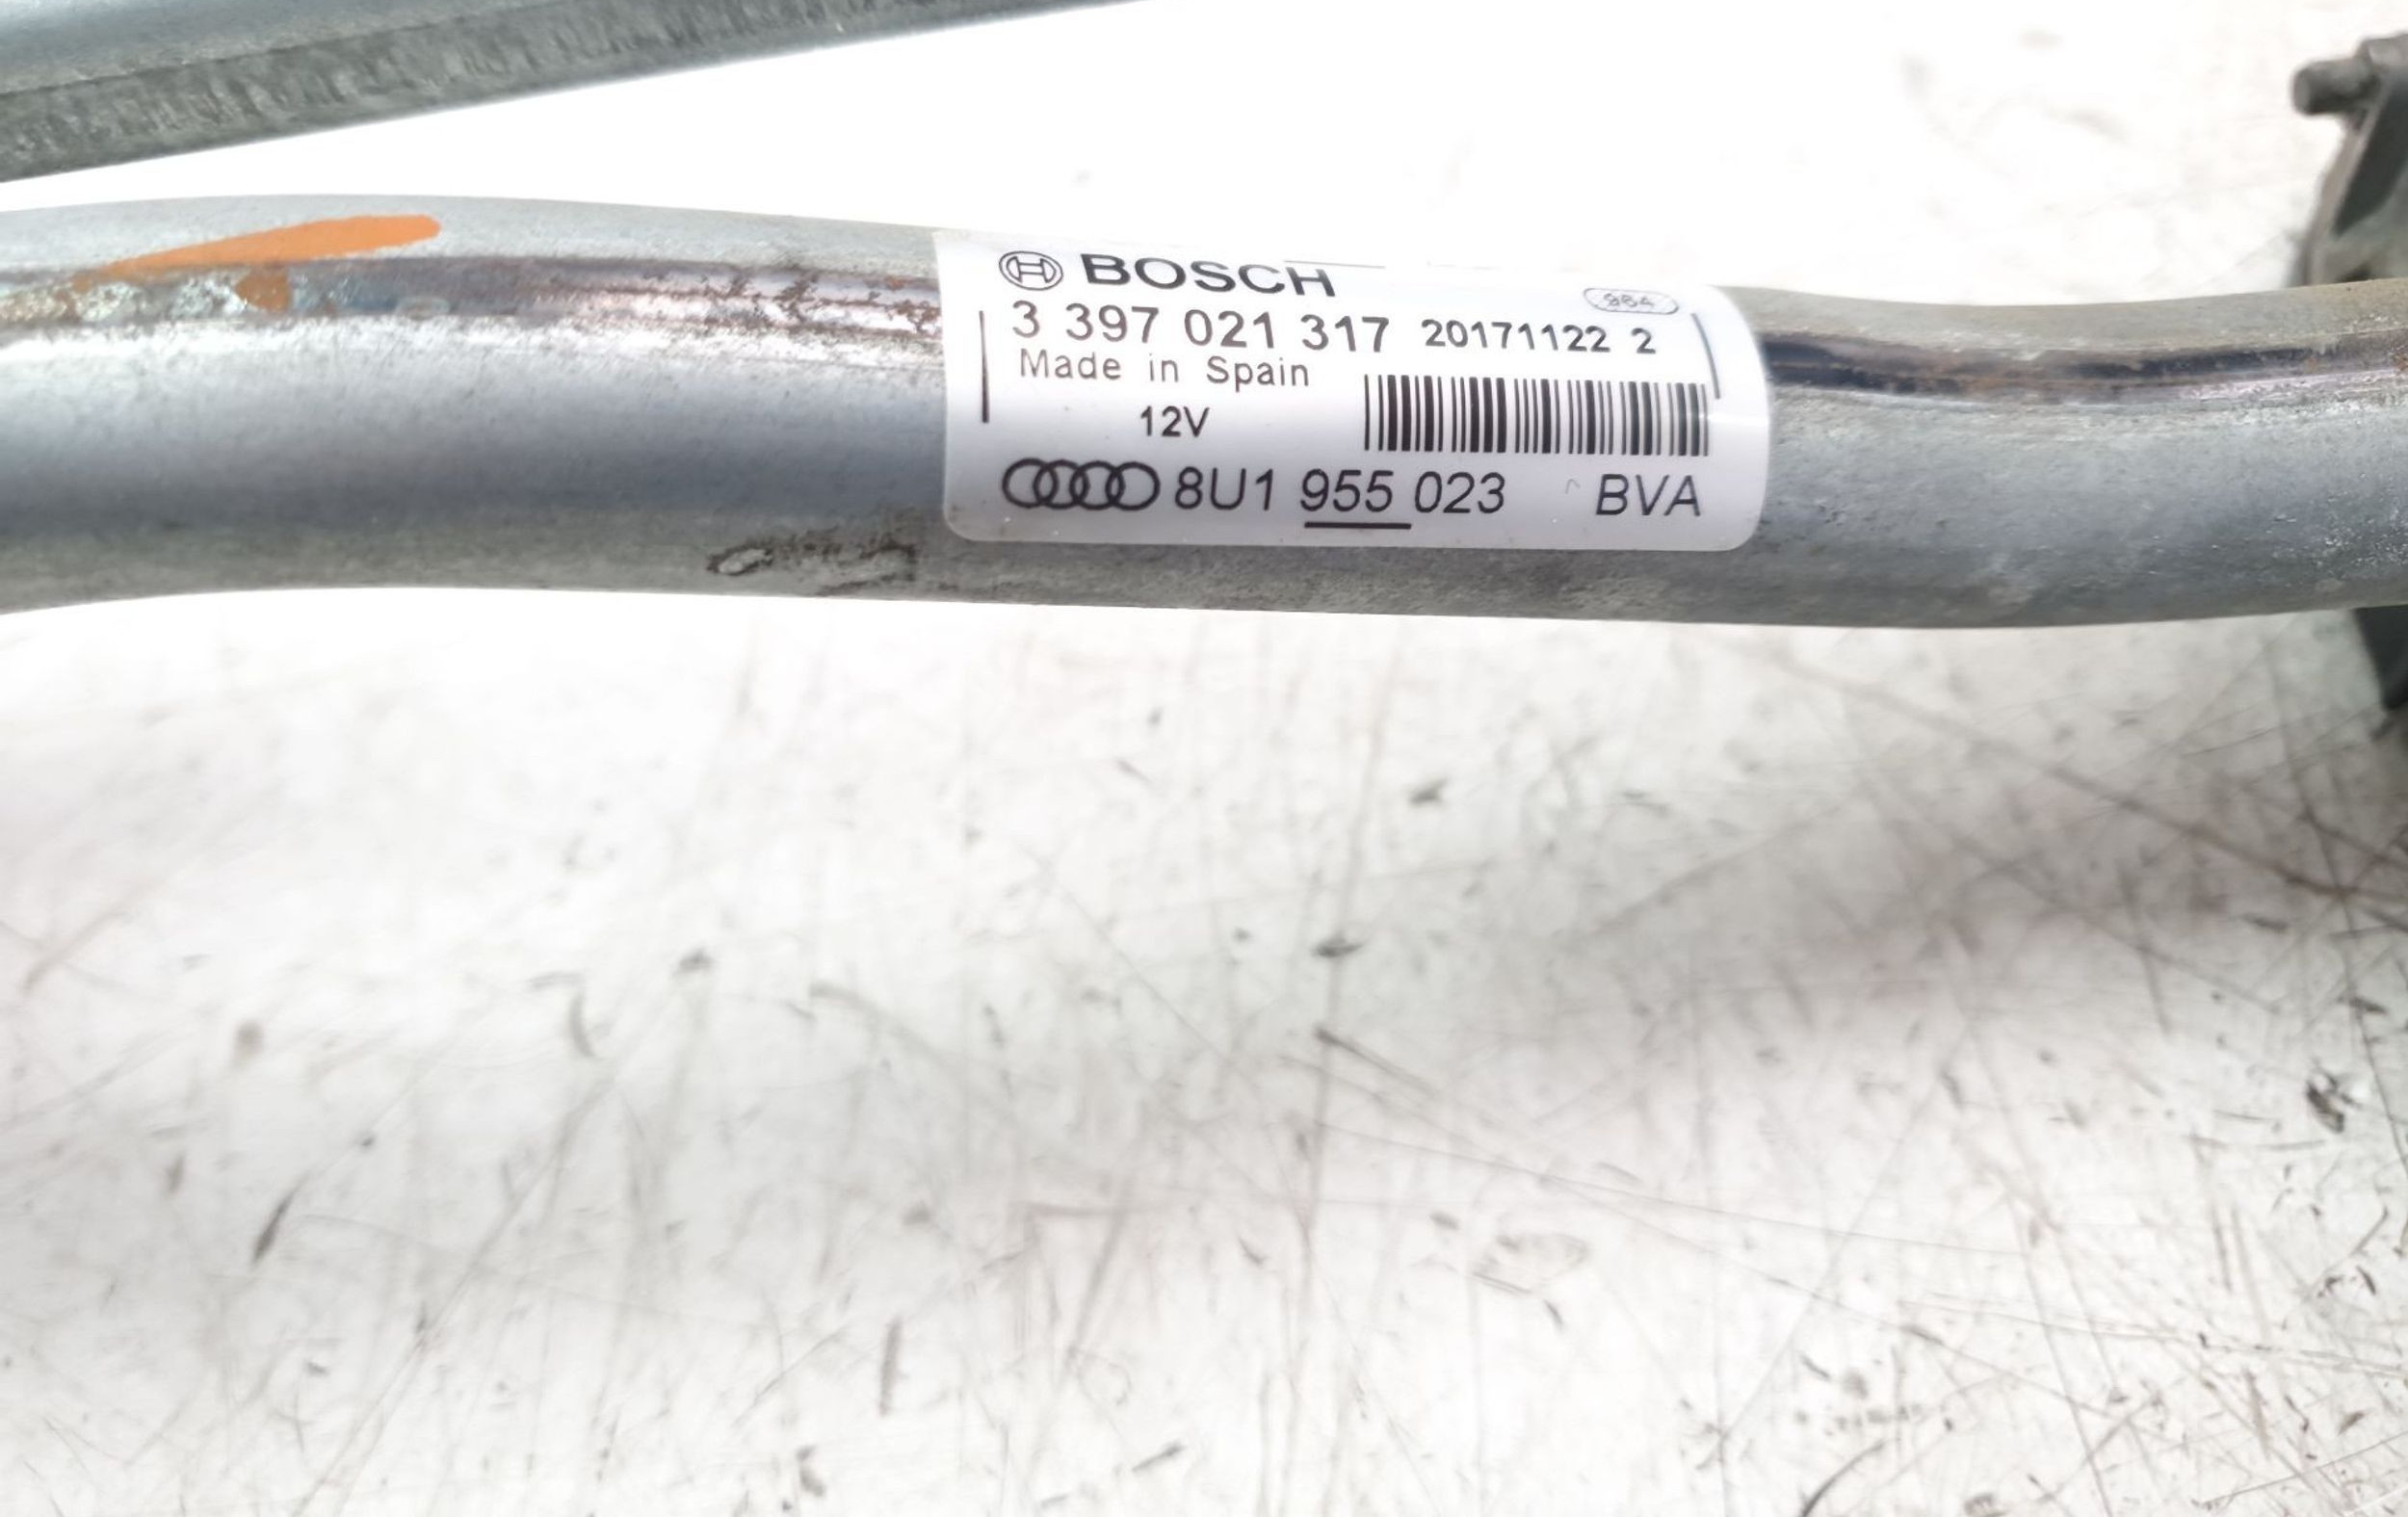 BOSCH
3 397 021 317 20171122 2
Made in Spain
12V
8U1 955 023 BVA